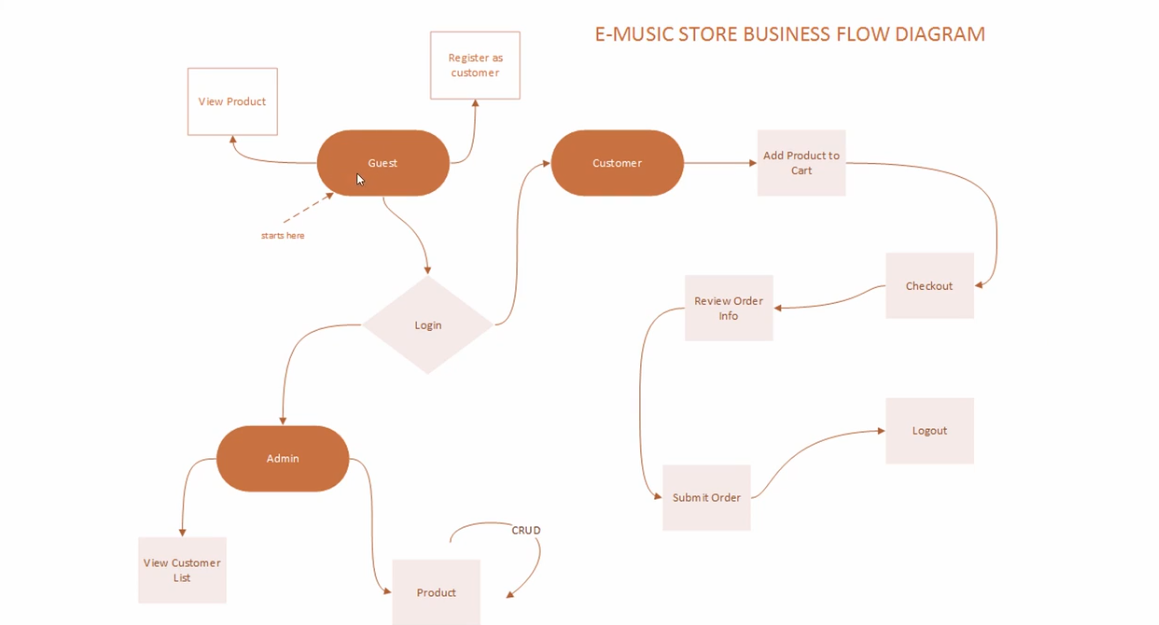 E-MUSIC STORE BUSINESS FLOW DIAGRAM
Register as
customer
View Product
Guest
Customer
Add Product to
Cart
starts here
Checkout
Review Order
Info
Login
Logout
Admin
Submit Order
CRUD
View Customer
List
Product